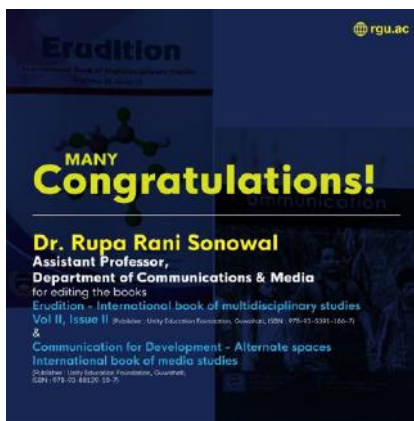 rgu.ac
Erudition
MANY
Congratulations!
Dr. Rupa Rani Sonowal
Assistant Professor,
Department of Communications & Media
for editing the books
Erudition - International book of multidisciplinary studies
Vol II, Issue II (Publisher : Unity Education Foundation, Guwahati, ISBN : 978-93-5391-166-7)
&
Communication for Development - Alternate spaces
International book of media studies
(Publisher : Unity Education Foundation, Guwahati)
ISBN : 978-93-88129-10-7)